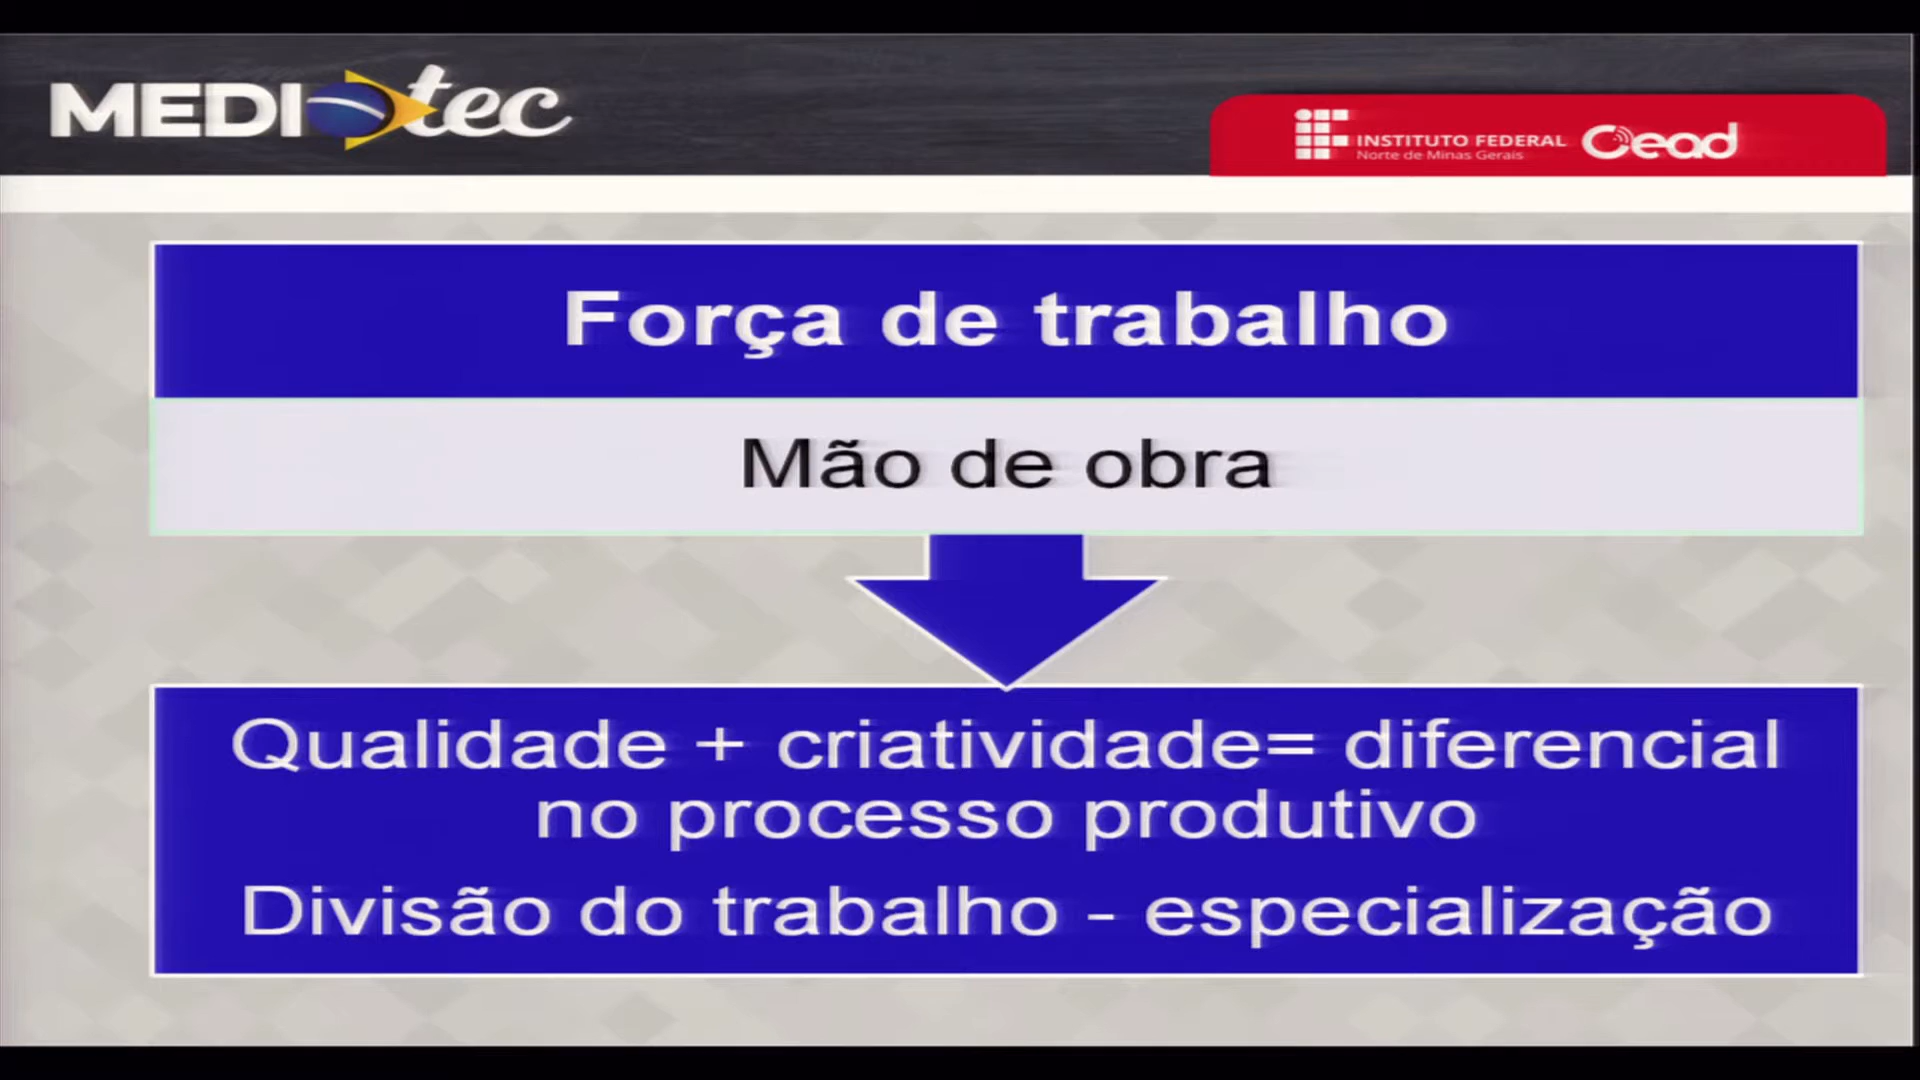 MEDIOtec
INSTITUTO FEDERAL
Norte de Minas Gerais
Cead
Força de trabalho
Mão de obra
Qualidade + criatividade= diferencial
no processo produtivo
Divisão do trabalho - especialização